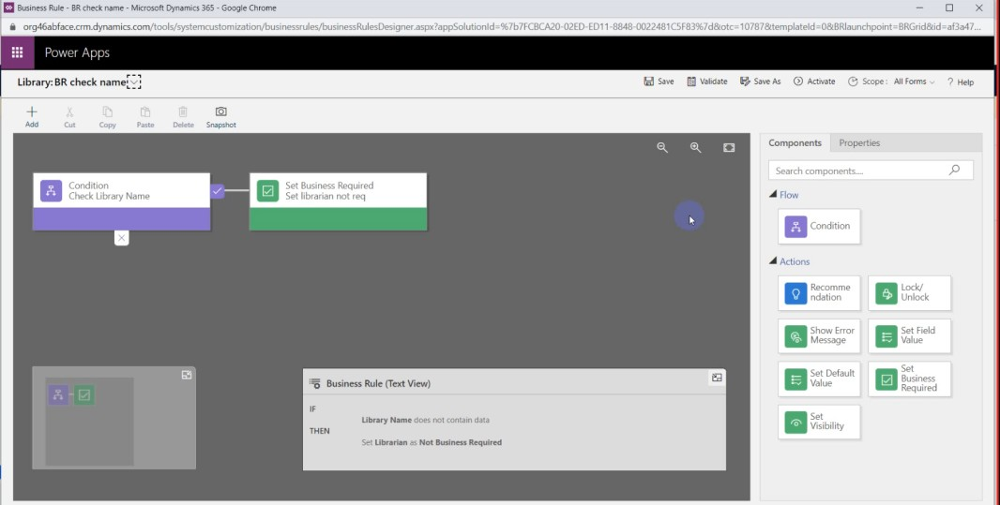 Business Rule - BR check name - Microsoft Dynamics 365 - Google Chrome
org46abface.crm.dynamics.com/tools/systemcustomization/businessrules/businessRulesDesigner.aspx?appSolutionId=%7b7FCBCA20-02ED-ED11-8848-0022481C5F83%7d&otc=10787&templateId=0&BRlaunchpoint=BRGrid&id=af3a47...
Power Apps
Library: BR check name
Save Validate Save As Activate Scope : All Forms ? Help
Add Cut Copy Paste Delete Snapshot
Condition
Check Library Name
Set Business Required
Set librarian not req
Business Rule (Text View)
IF
Library Name does not contain data
THEN
Set Librarian as Not Business Required
Components Properties
Search components....
Flow
Condition
Actions
Recomme
ndation
Lock/
Unlock
Show Error
Message
Set Field
Value
Set Default
Value
Set
Business
Required
Set
Visibility